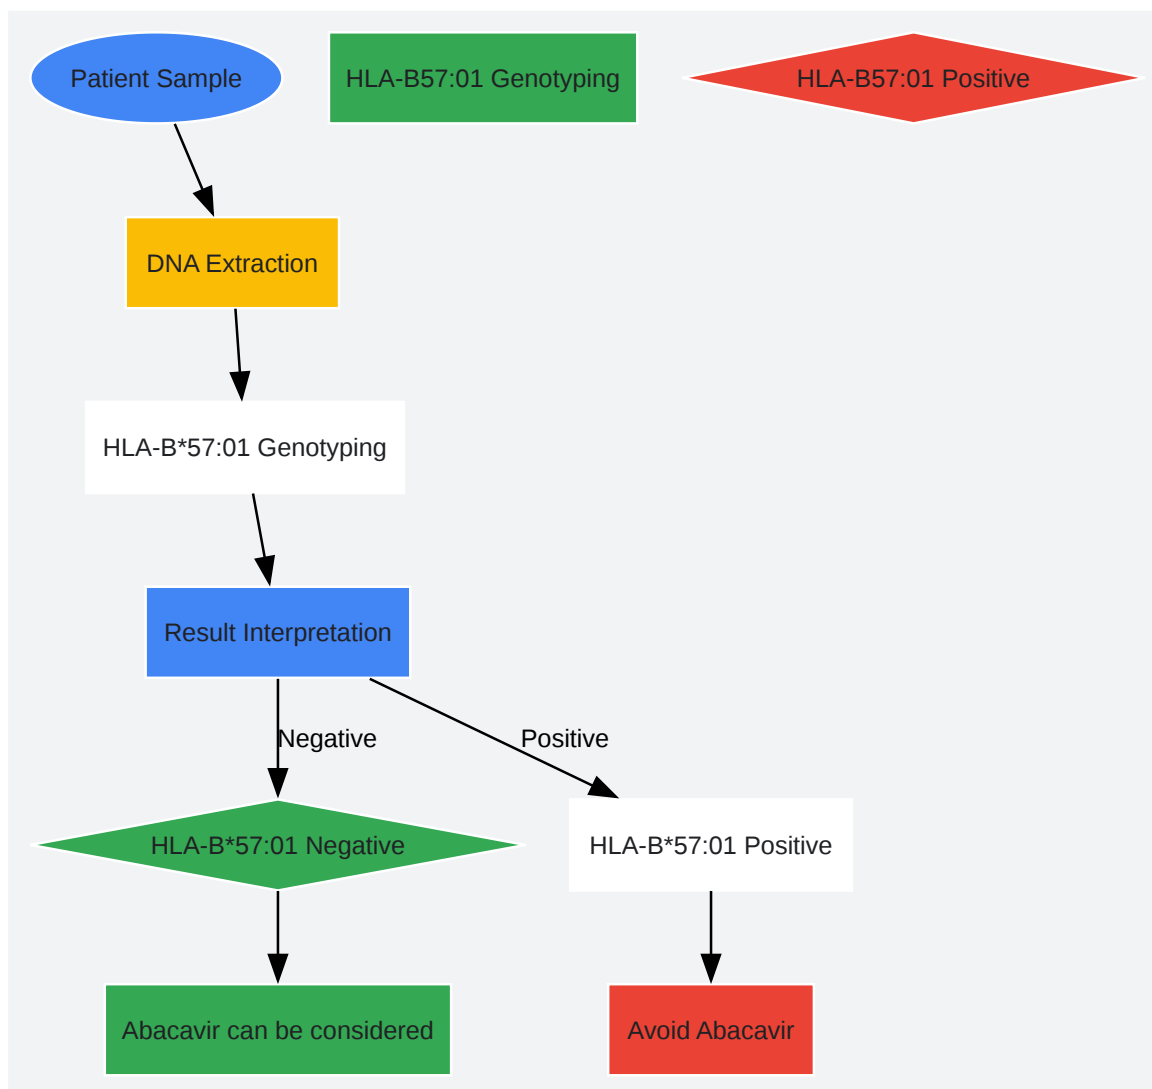 Patient Sample
HLA-B57:01 Genotyping
HLA-B57:01 Positive
DNA Extraction
HLA-B*57:01 Genotyping
Result Interpretation
Negative
Positive
HLA-B*57:01 Negative
HLA-B*57:01 Positive
Abacavir can be considered
Avoid Abacavir